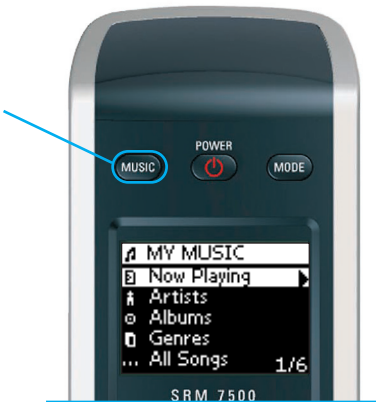 POWER
MUSIC MODE
MY MUSIC
Now Playing
Artists
Albums
Genres
... All Songs 1/6
SRM 7500